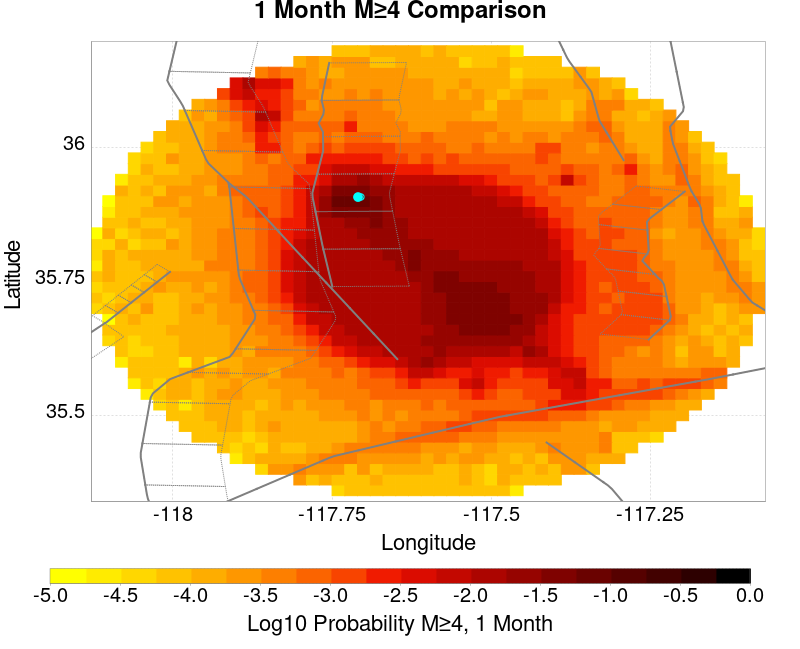 1 Month M≥4 Comparison
36
35.75
35.5
Latitude
-118 -117.75 -117.5 -117.25
Longitude
-5.0 -4.5 -4.0 -3.5 -3.0 -2.5 -2.0 -1.5 -1.0 -0.5 0.0
Log10 Probability M≥4, 1 Month